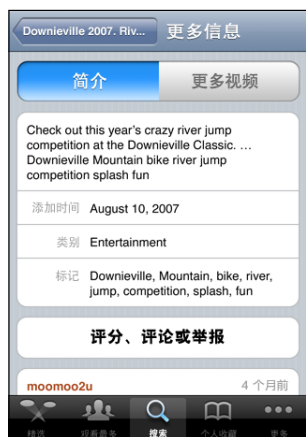 Downieville 2007. Riv...
更多信息
简介
更多视频
Check out this year's crazy river jump
competition at the Downieville Classic. ...
Downieville Mountain bike river jump
competition splash fun
添加时间 August 10, 2007
类别 Entertainment
标记 Downieville, Mountain, bike, river,
jump, competition, splash, fun
评分、评论或举报
moomoo2u 4 个月前
精选 观看最多 搜索 个人收藏 更多